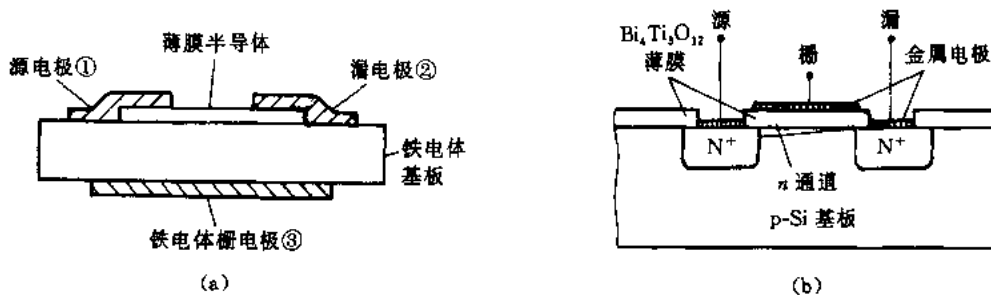 薄膜半导体
源电极①
漏电极②
铁电体
基板
铁电体栅电极③
(a)
源
漏
Bi₄Ti₃O₁₂
薄膜
栅
金属电极
N⁺
N⁺
n 通道
p-Si 基板
(b)